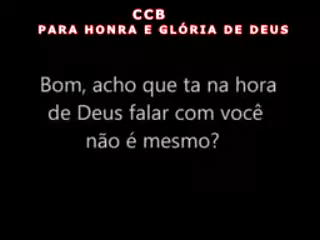 CCB
PARA HONRA E GLÓRIA DE DEUS
Bom, acho que ta na hora
de Deus falar com você
não é mesmo?